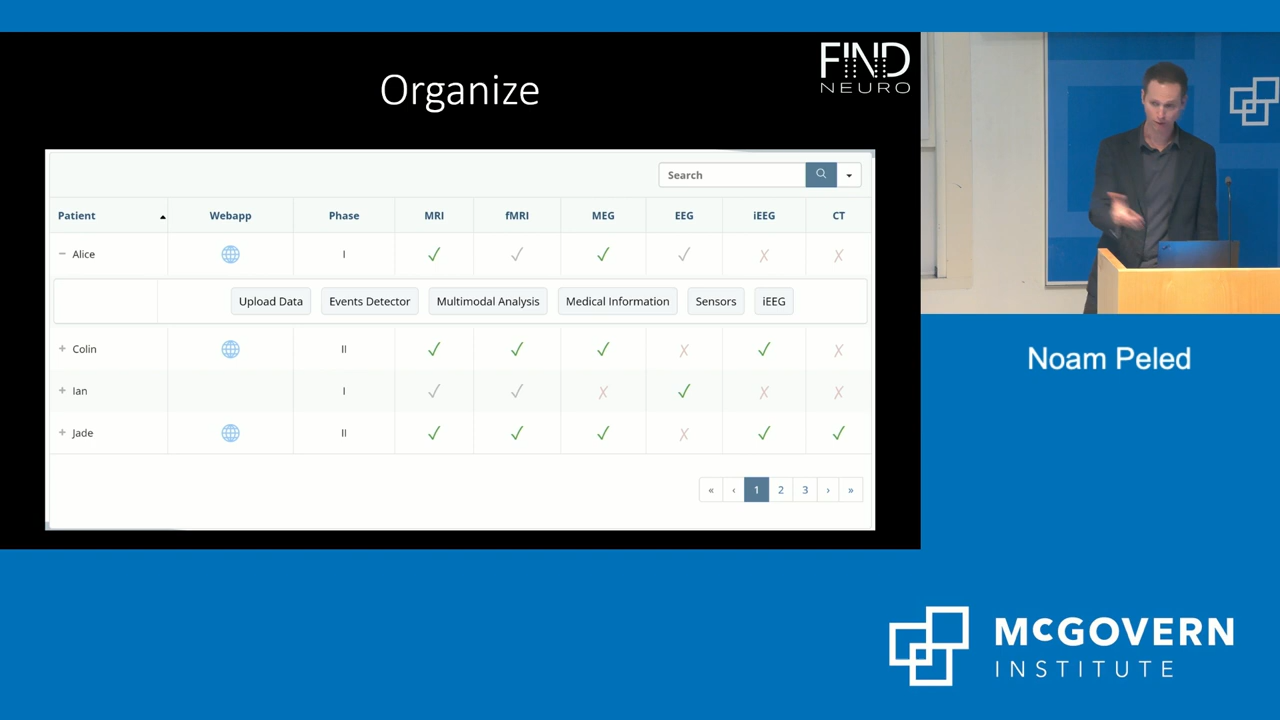 Organize
FIND
NEURO
Search
Patient Webapp Phase MRI fMRI MEG EEG iEEG CT
− Alice I ✓ ✓ ✓ ✓ ✗ ✗
Upload Data Events Detector Multimodal Analysis Medical Information Sensors iEEG
+ Colin II ✓ ✓ ✓ ✗ ✓ ✗
+ Ian I ✓ ✓ ✗ ✓ ✗ ✗
+ Jade II ✓ ✓ ✓ ✗ ✓ ✓
« ‹ 1 2 3 › »
Noam Peled
McGOVERN
INSTITUTE